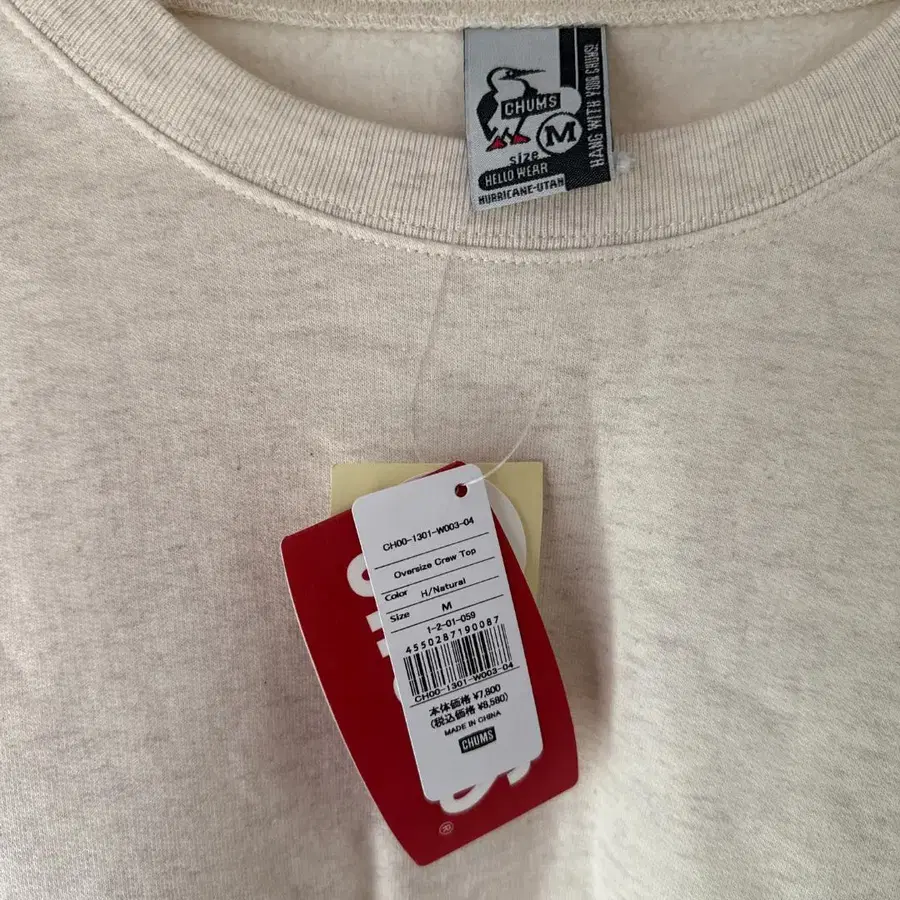 CHUMS
M
size
HELLO WEAR
HURRICANE-UTAH
HANG WITH YOUR CHUMS!
CH00-1301-W003-04
Oversize Crew Top
Color H/Natural
Size M
1-2-01-059
4550287190087
CH00-1301-W003-04
本体価格 ¥7,800
(税込価格 ¥8,580)
MADE IN CHINA
CHUMS
®